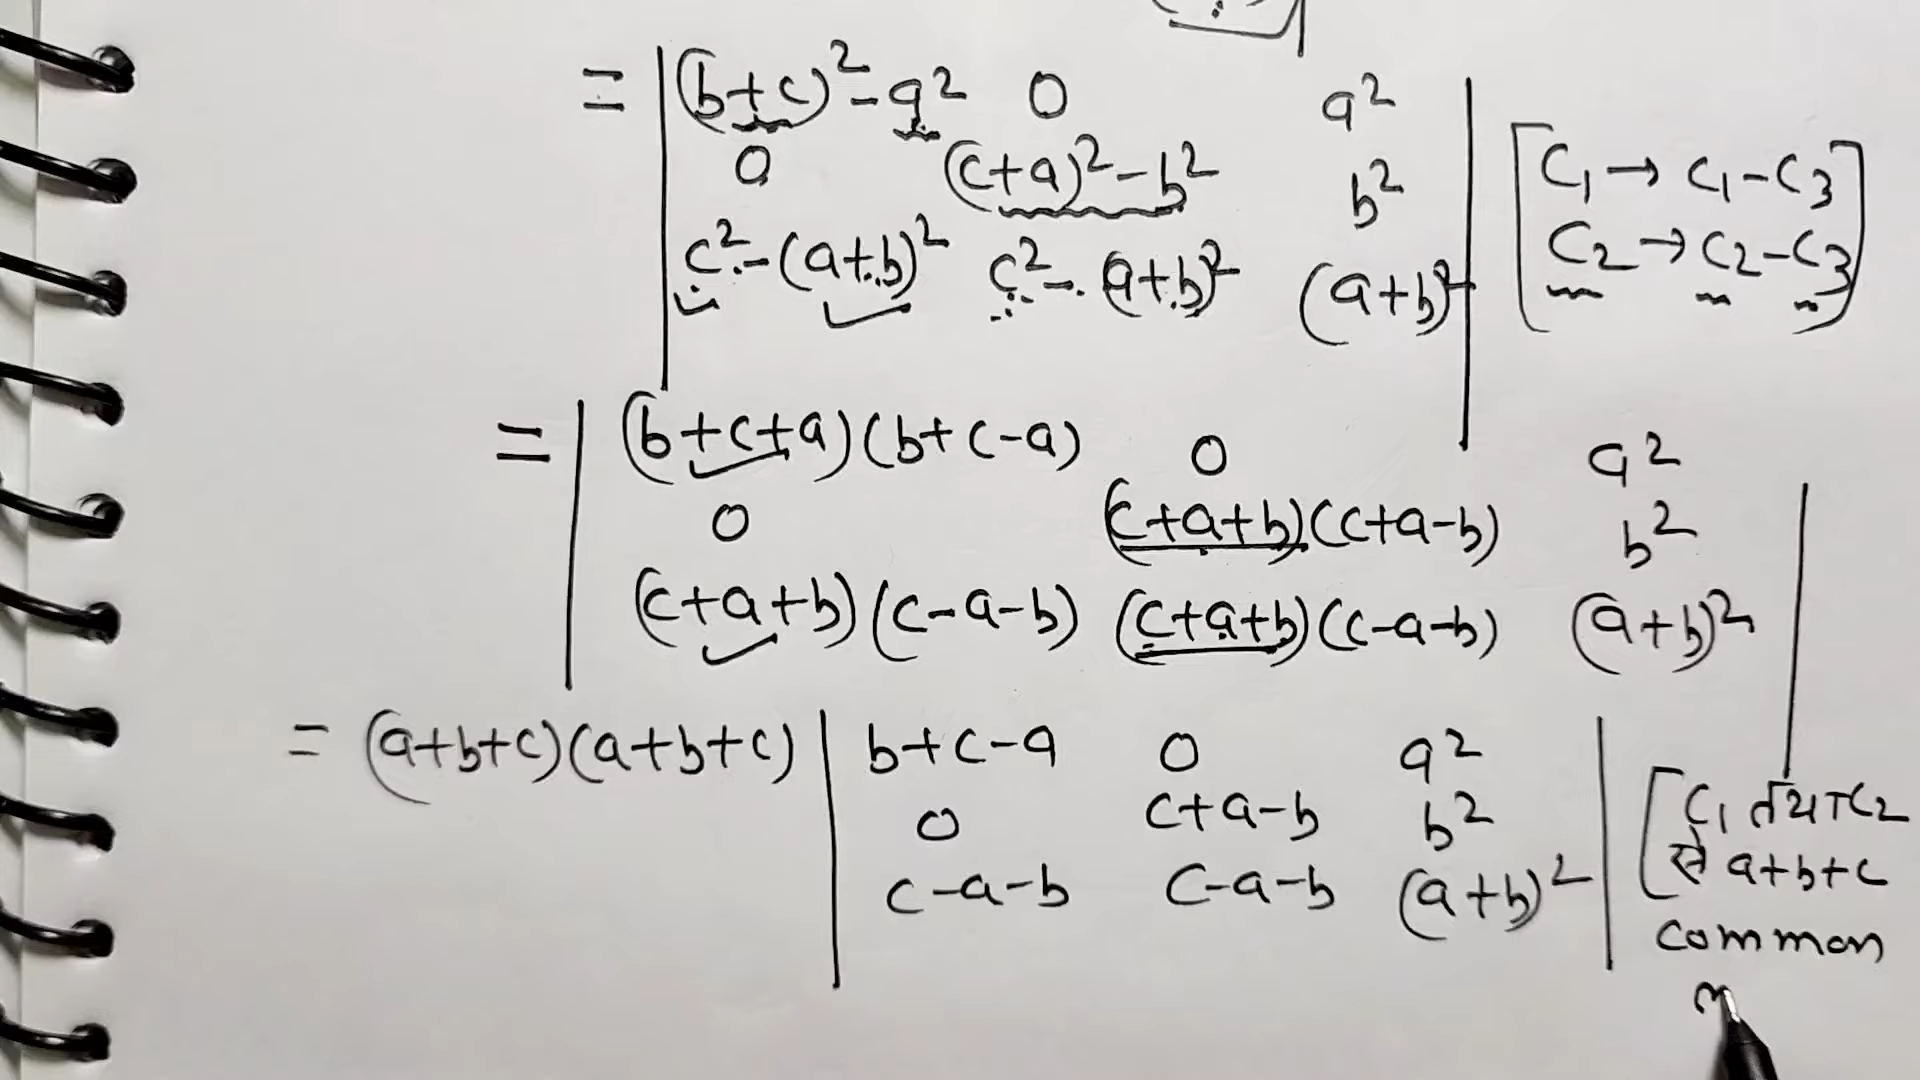 = | (b+c)² - a² 0 a² |
0 (c+a)² - b² b² [C₁ → C₁ - C₃
c² - (a+b)² c² - (a+b)² (a+b)² C₂ → C₂ - C₃]
= | (b+c+a)(b+c-a) 0 a² |
0 (c+a+b)(c+a-b) b²
(c+a+b)(c-a-b) (c+a+b)(c-a-b) (a+b)²
= (a+b+c)(a+b+c) | b+c-a 0 a² |
0 c+a-b b² [C₁ तथा C₂
c-a-b c-a-b (a+b)² से a+b+c
common